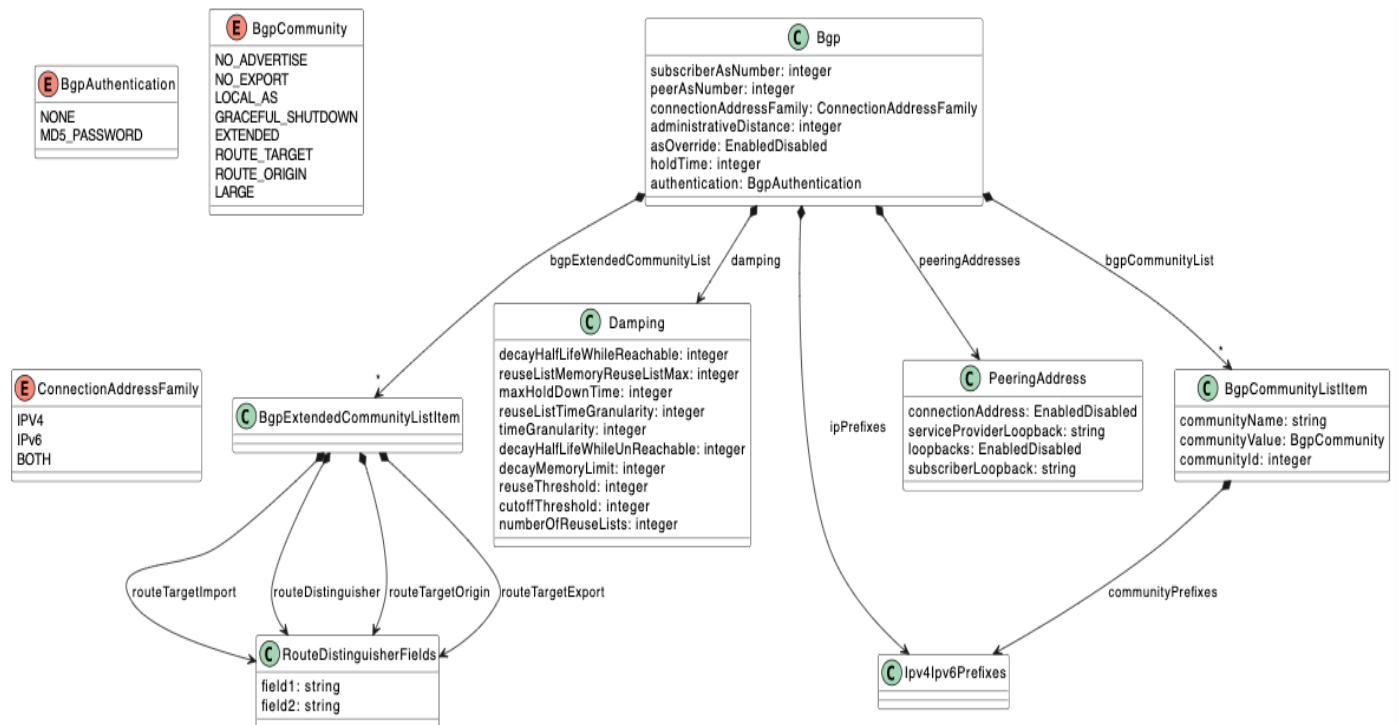 E BgpAuthentication
NONE
MD5_PASSWORD
E BgpCommunity
NO_ADVERTISE
NO_EXPORT
LOCAL_AS
GRACEFUL_SHUTDOWN
EXTENDED
ROUTE_TARGET
ROUTE_ORIGIN
LARGE
C Bgp
subscriberAsNumber: integer
peerAsNumber: integer
connectionAddressFamily: ConnectionAddressFamily
administrativeDistance: integer
asOverride: EnabledDisabled
holdTime: integer
authentication: BgpAuthentication
bgpExtendedCommunityList
damping
peeringAddresses
bgpCommunityList
E ConnectionAddressFamily
IPV4
IPv6
BOTH
*
C BgpExtendedCommunityListItem
C Damping
decayHalfLifeWhileReachable: integer
reuseListMemoryReuseListMax: integer
maxHoldDownTime: integer
reuseListTimeGranularity: integer
timeGranularity: integer
decayHalfLifeWhileUnReachable: integer
decayMemoryLimit: integer
reuseThreshold: integer
cutoffThreshold: integer
numberOfReuseLists: integer
ipPrefixes
C PeeringAddress
connectionAddress: EnabledDisabled
serviceProviderLoopback: string
loopbacks: EnabledDisabled
subscriberLoopback: string
*
C BgpCommunityListItem
communityName: string
communityValue: BgpCommunity
communityId: integer
routeTargetImport
routeDistinguisher
routeTargetOrigin
routeTargetExport
communityPrefixes
C RouteDistinguisherFields
field1: string
field2: string
C Ipv4Ipv6Prefixes